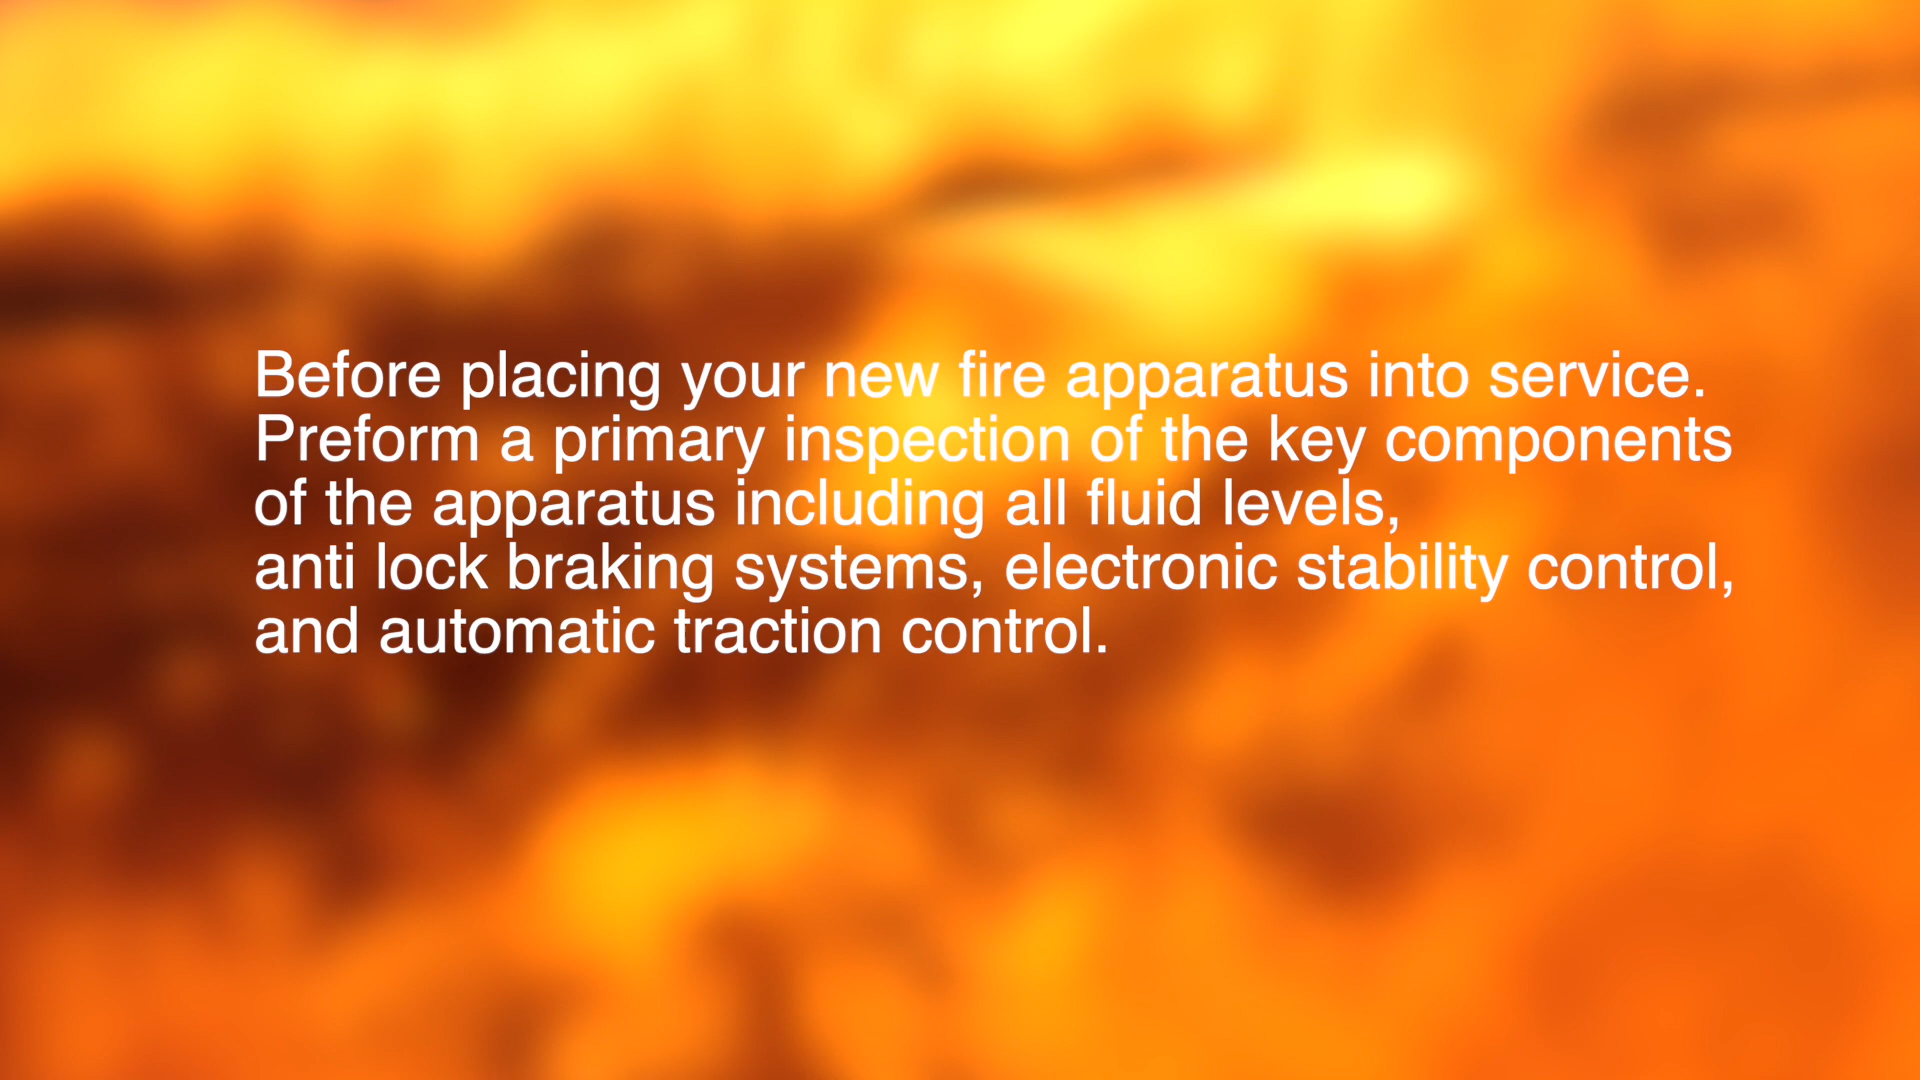 Before placing your new fire apparatus into service.
Preform a primary inspection of the key components
of the apparatus including all fluid levels,
anti lock braking systems, electronic stability control,
and automatic traction control.